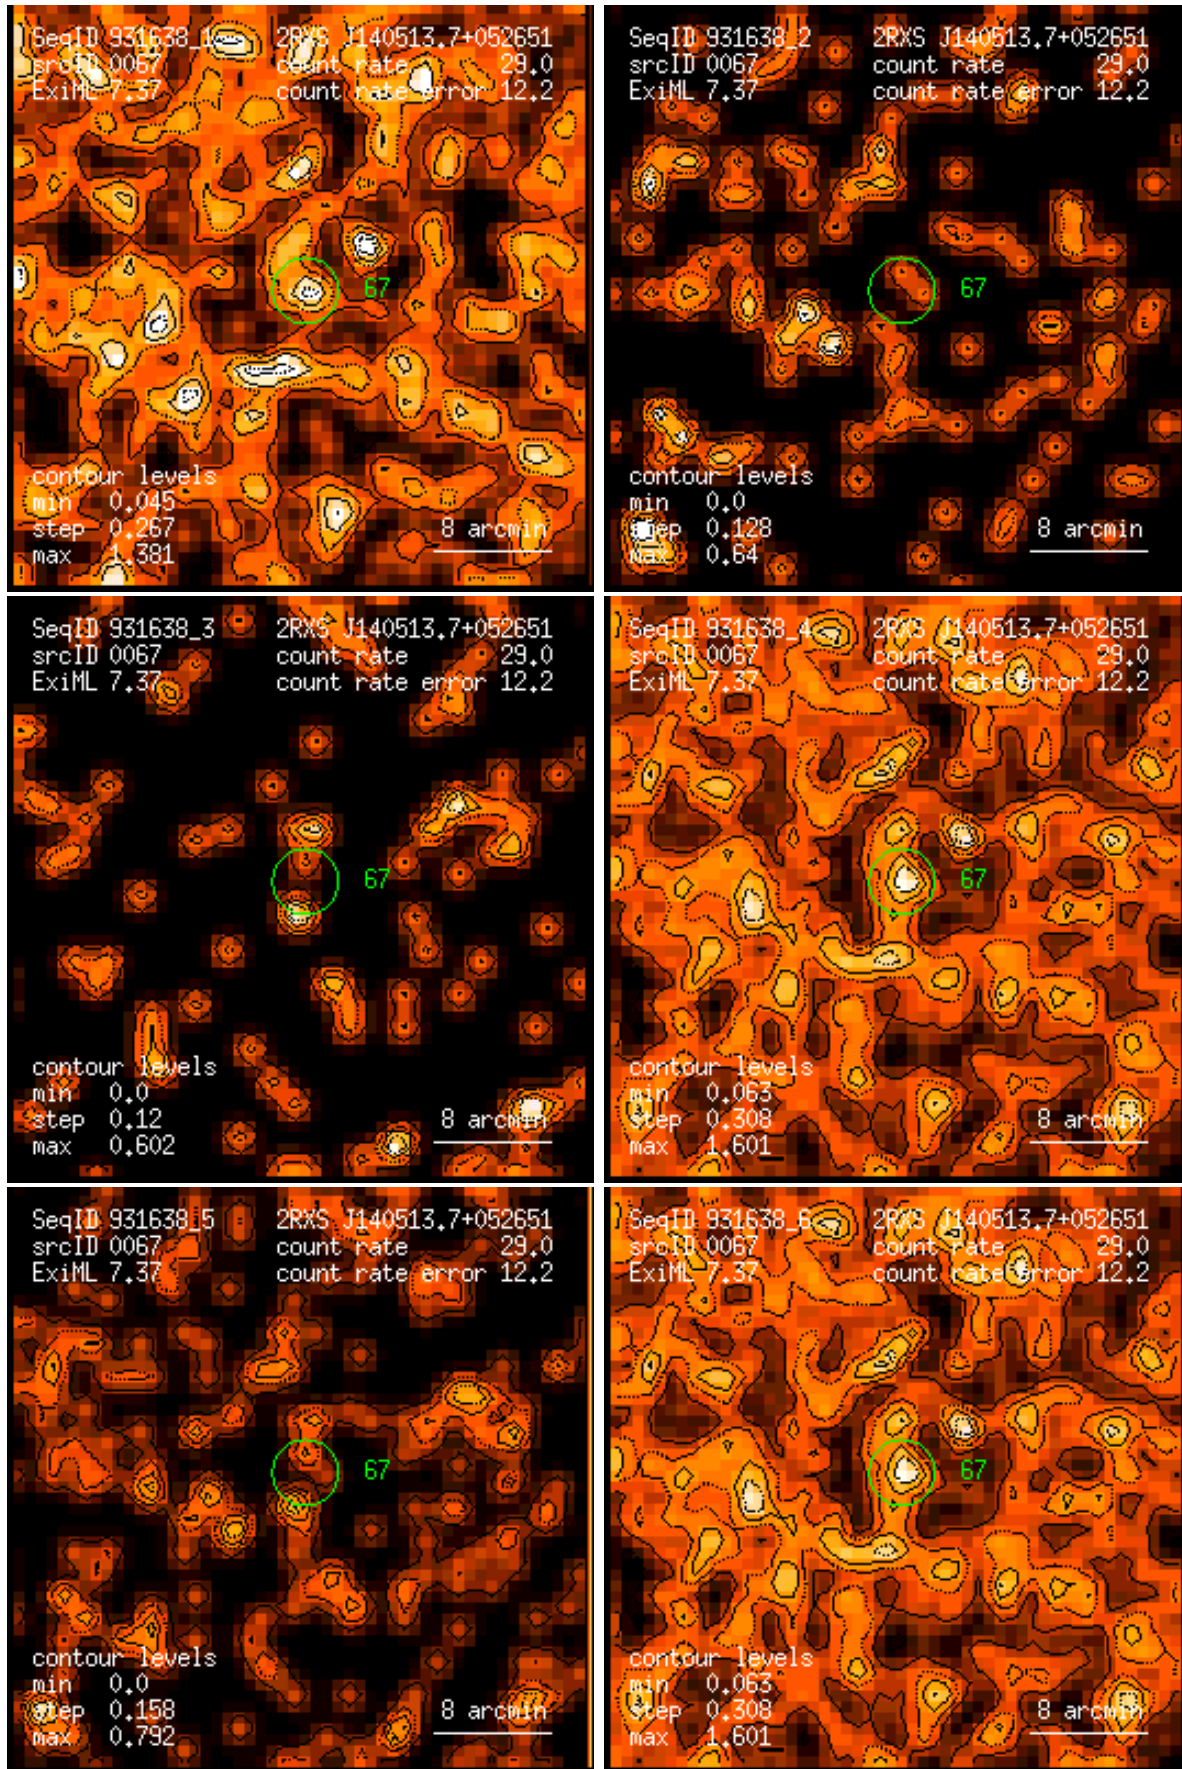 SeqID 931638_1 2RXS J140513.7+052651
srcID 0067 count rate 29.0
ExiML 7.37 count rate error 12.2
67
contour levels
min 0.045
step 0.267 8 arcmin
max 1.381
SeqID 931638_2 2RXS J140513.7+052651
srcID 0067 count rate 29.0
ExiML 7.37 count rate error 12.2
67
contour levels
min 0.0
step 0.128 8 arcmin
max 0.64
SeqID 931638_3 2RXS J140513.7+052651
srcID 0067 count rate 29.0
ExiML 7.37 count rate error 12.2
67
contour levels
min 0.0
step 0.12 8 arcmin
max 0.602
SeqID 931638_4 2RXS J140513.7+052651
srcID 0067 count rate 29.0
ExiML 7.37 count rate error 12.2
67
contour levels
min 0.063
step 0.308 8 arcmin
max 1.601
SeqID 931638_5 2RXS J140513.7+052651
srcID 0067 count rate 29.0
ExiML 7.37 count rate error 12.2
67
contour levels
min 0.0
step 0.158 8 arcmin
max 0.792
SeqID 931638_6 2RXS J140513.7+052651
srcID 0067 count rate 29.0
ExiML 7.37 count rate error 12.2
67
contour levels
min 0.063
step 0.308 8 arcmin
max 1.601